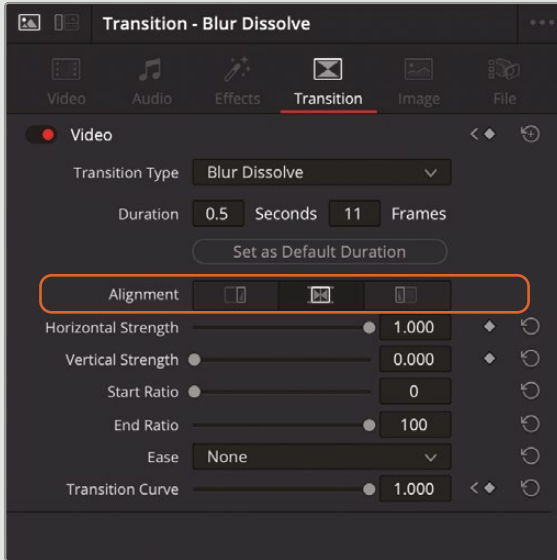 Transition - Blur Dissolve
Video Audio Effects Transition Image File
Video
Transition Type Blur Dissolve
Duration 0.5 Seconds 11 Frames
Set as Default Duration
Alignment
Horizontal Strength 1.000
Vertical Strength 0.000
Start Ratio 0
End Ratio 100
Ease None
Transition Curve 1.000